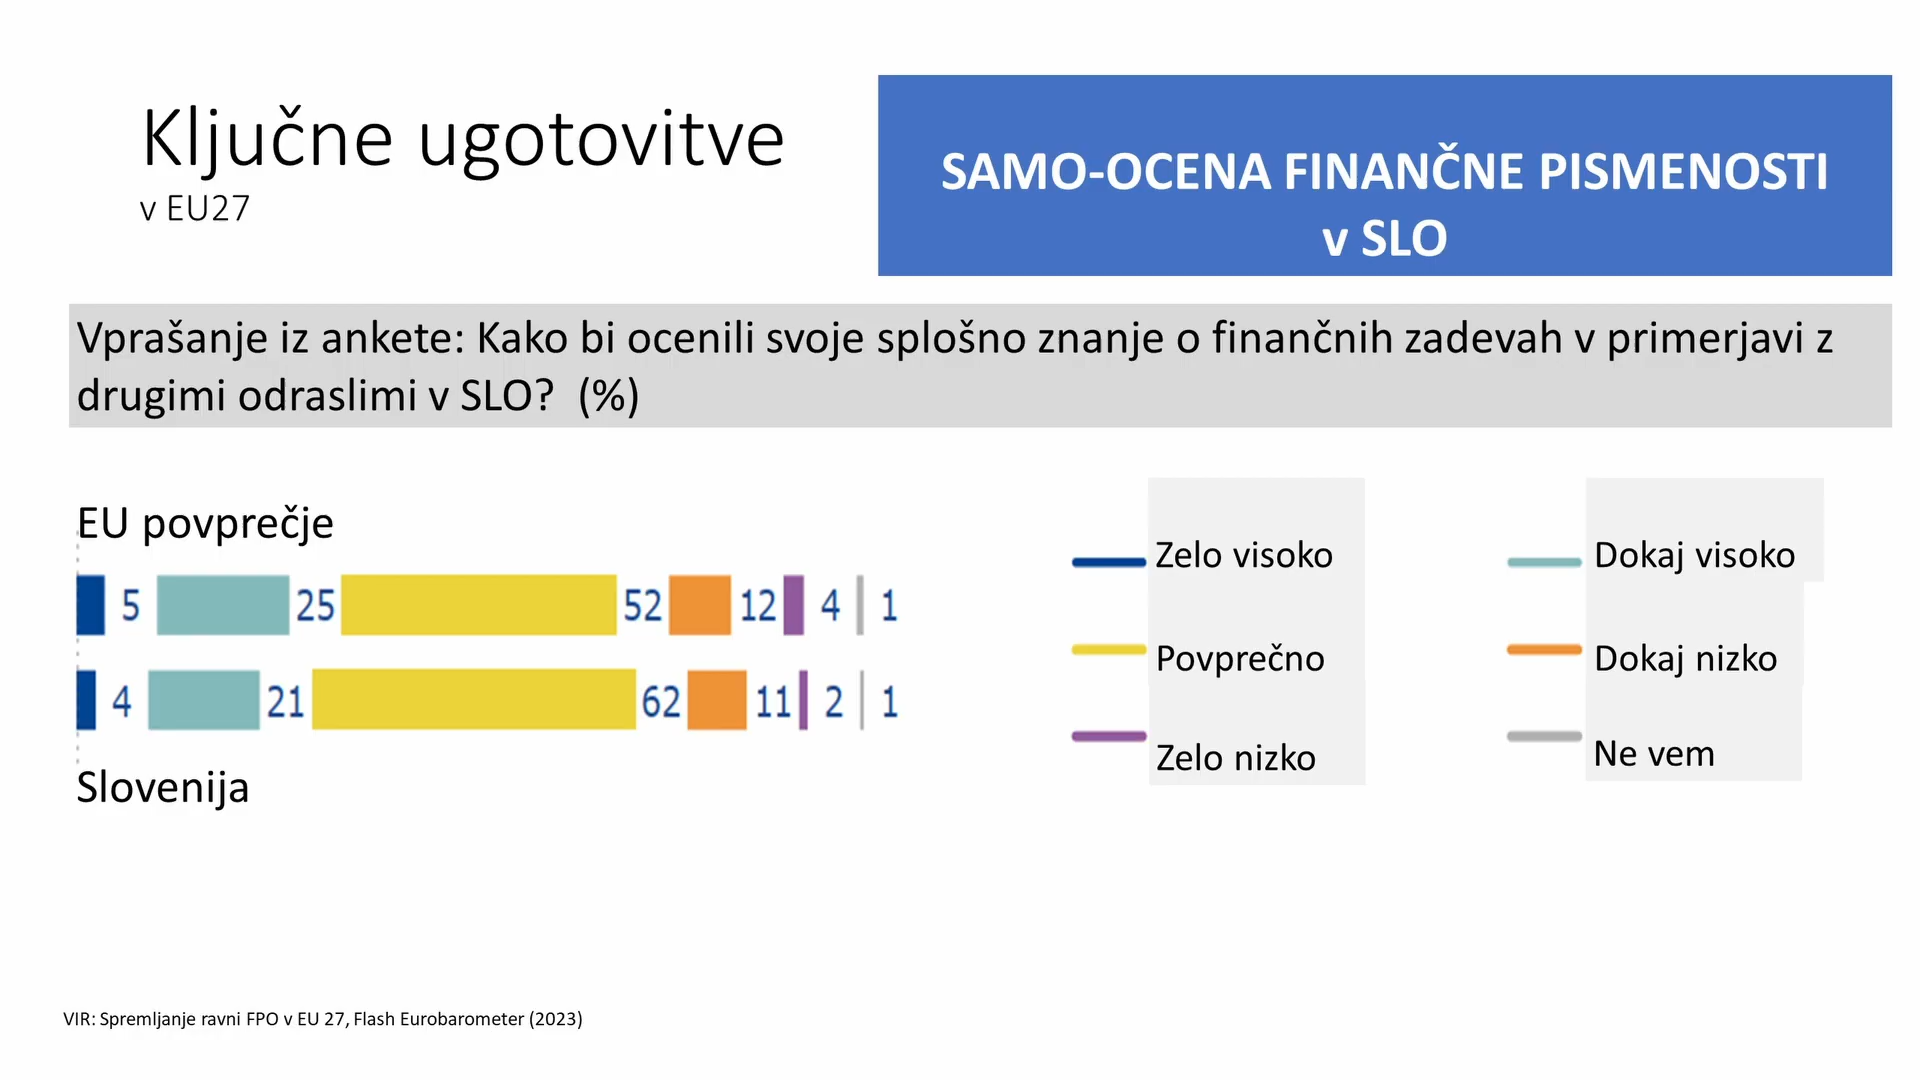 Ključne ugotovitve
v EU27
SAMO-OCENA FINANČNE PISMENOSTI
v SLO
Vprašanje iz ankete: Kako bi ocenili svoje splošno znanje o finančnih zadevah v primerjavi z
drugimi odraslimi v SLO? (%)
EU povprečje
5 25 52 12 4 1
4 21 62 11 2 1
Slovenija
Zelo visoko
Dokaj visoko
Povprečno
Dokaj nizko
Zelo nizko
Ne vem
VIR: Spremljanje ravni FPO v EU 27, Flash Eurobarometer (2023)